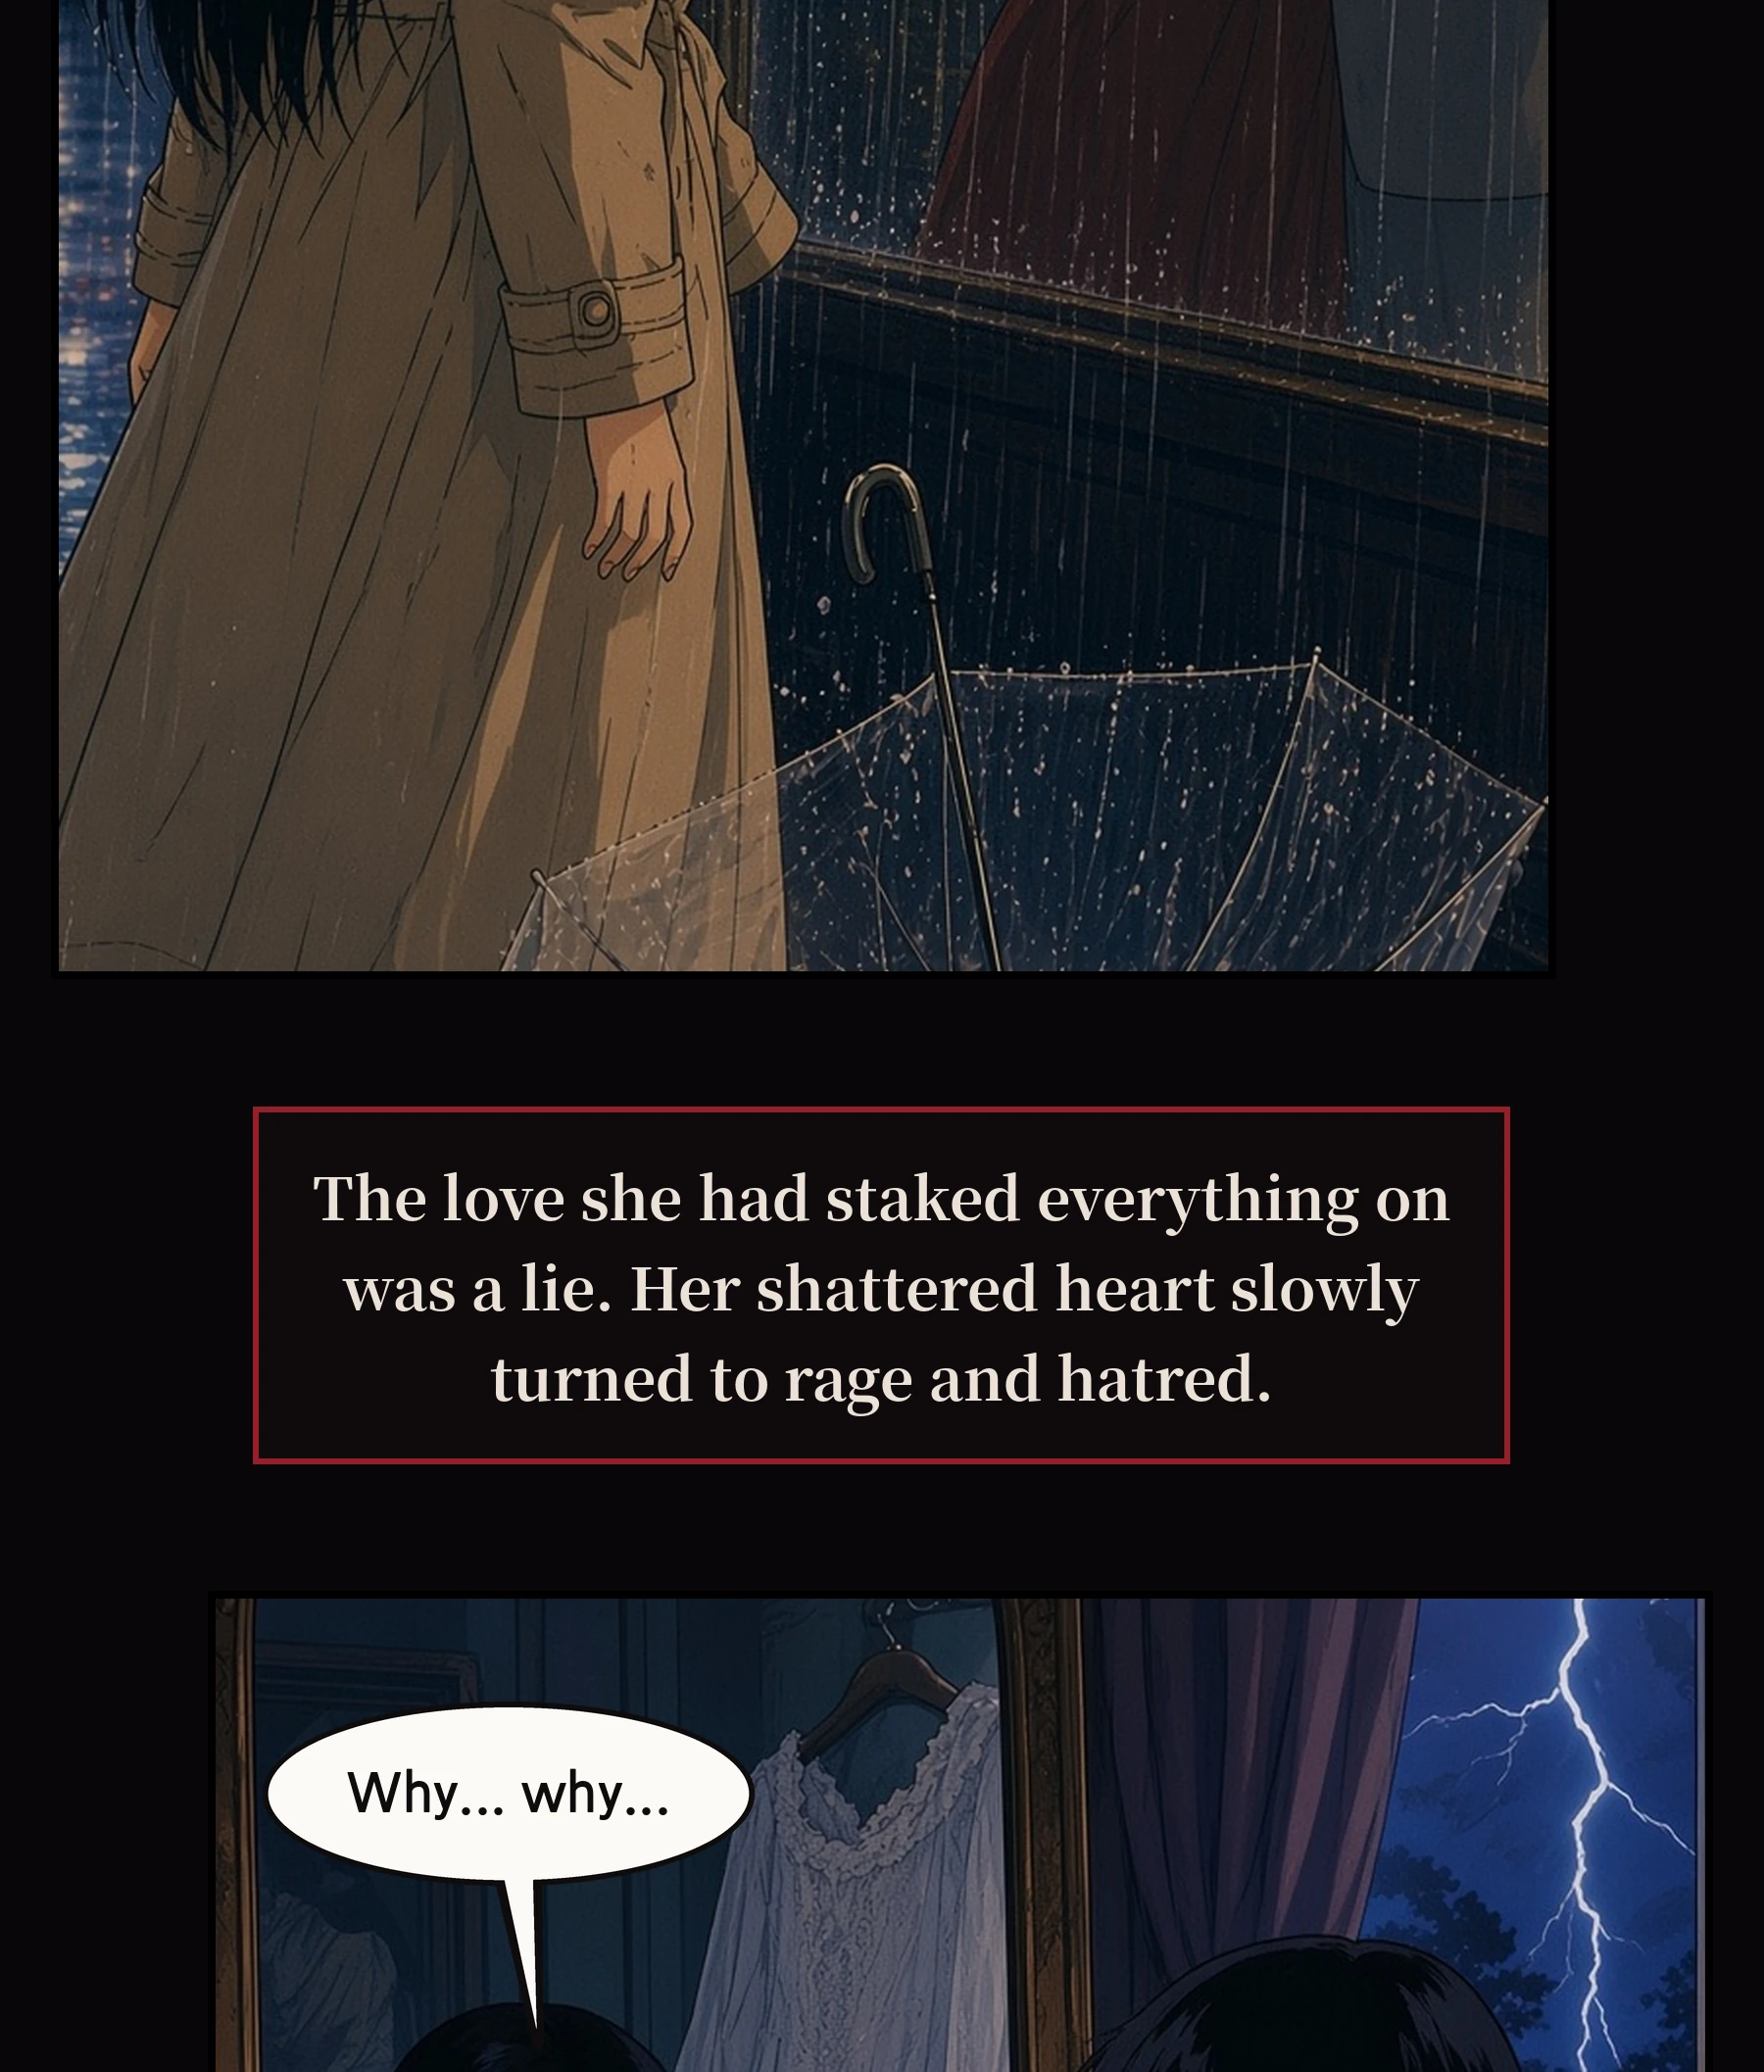 The love she had staked everything on
was a lie. Her shattered heart slowly
turned to rage and hatred.
Why... why...